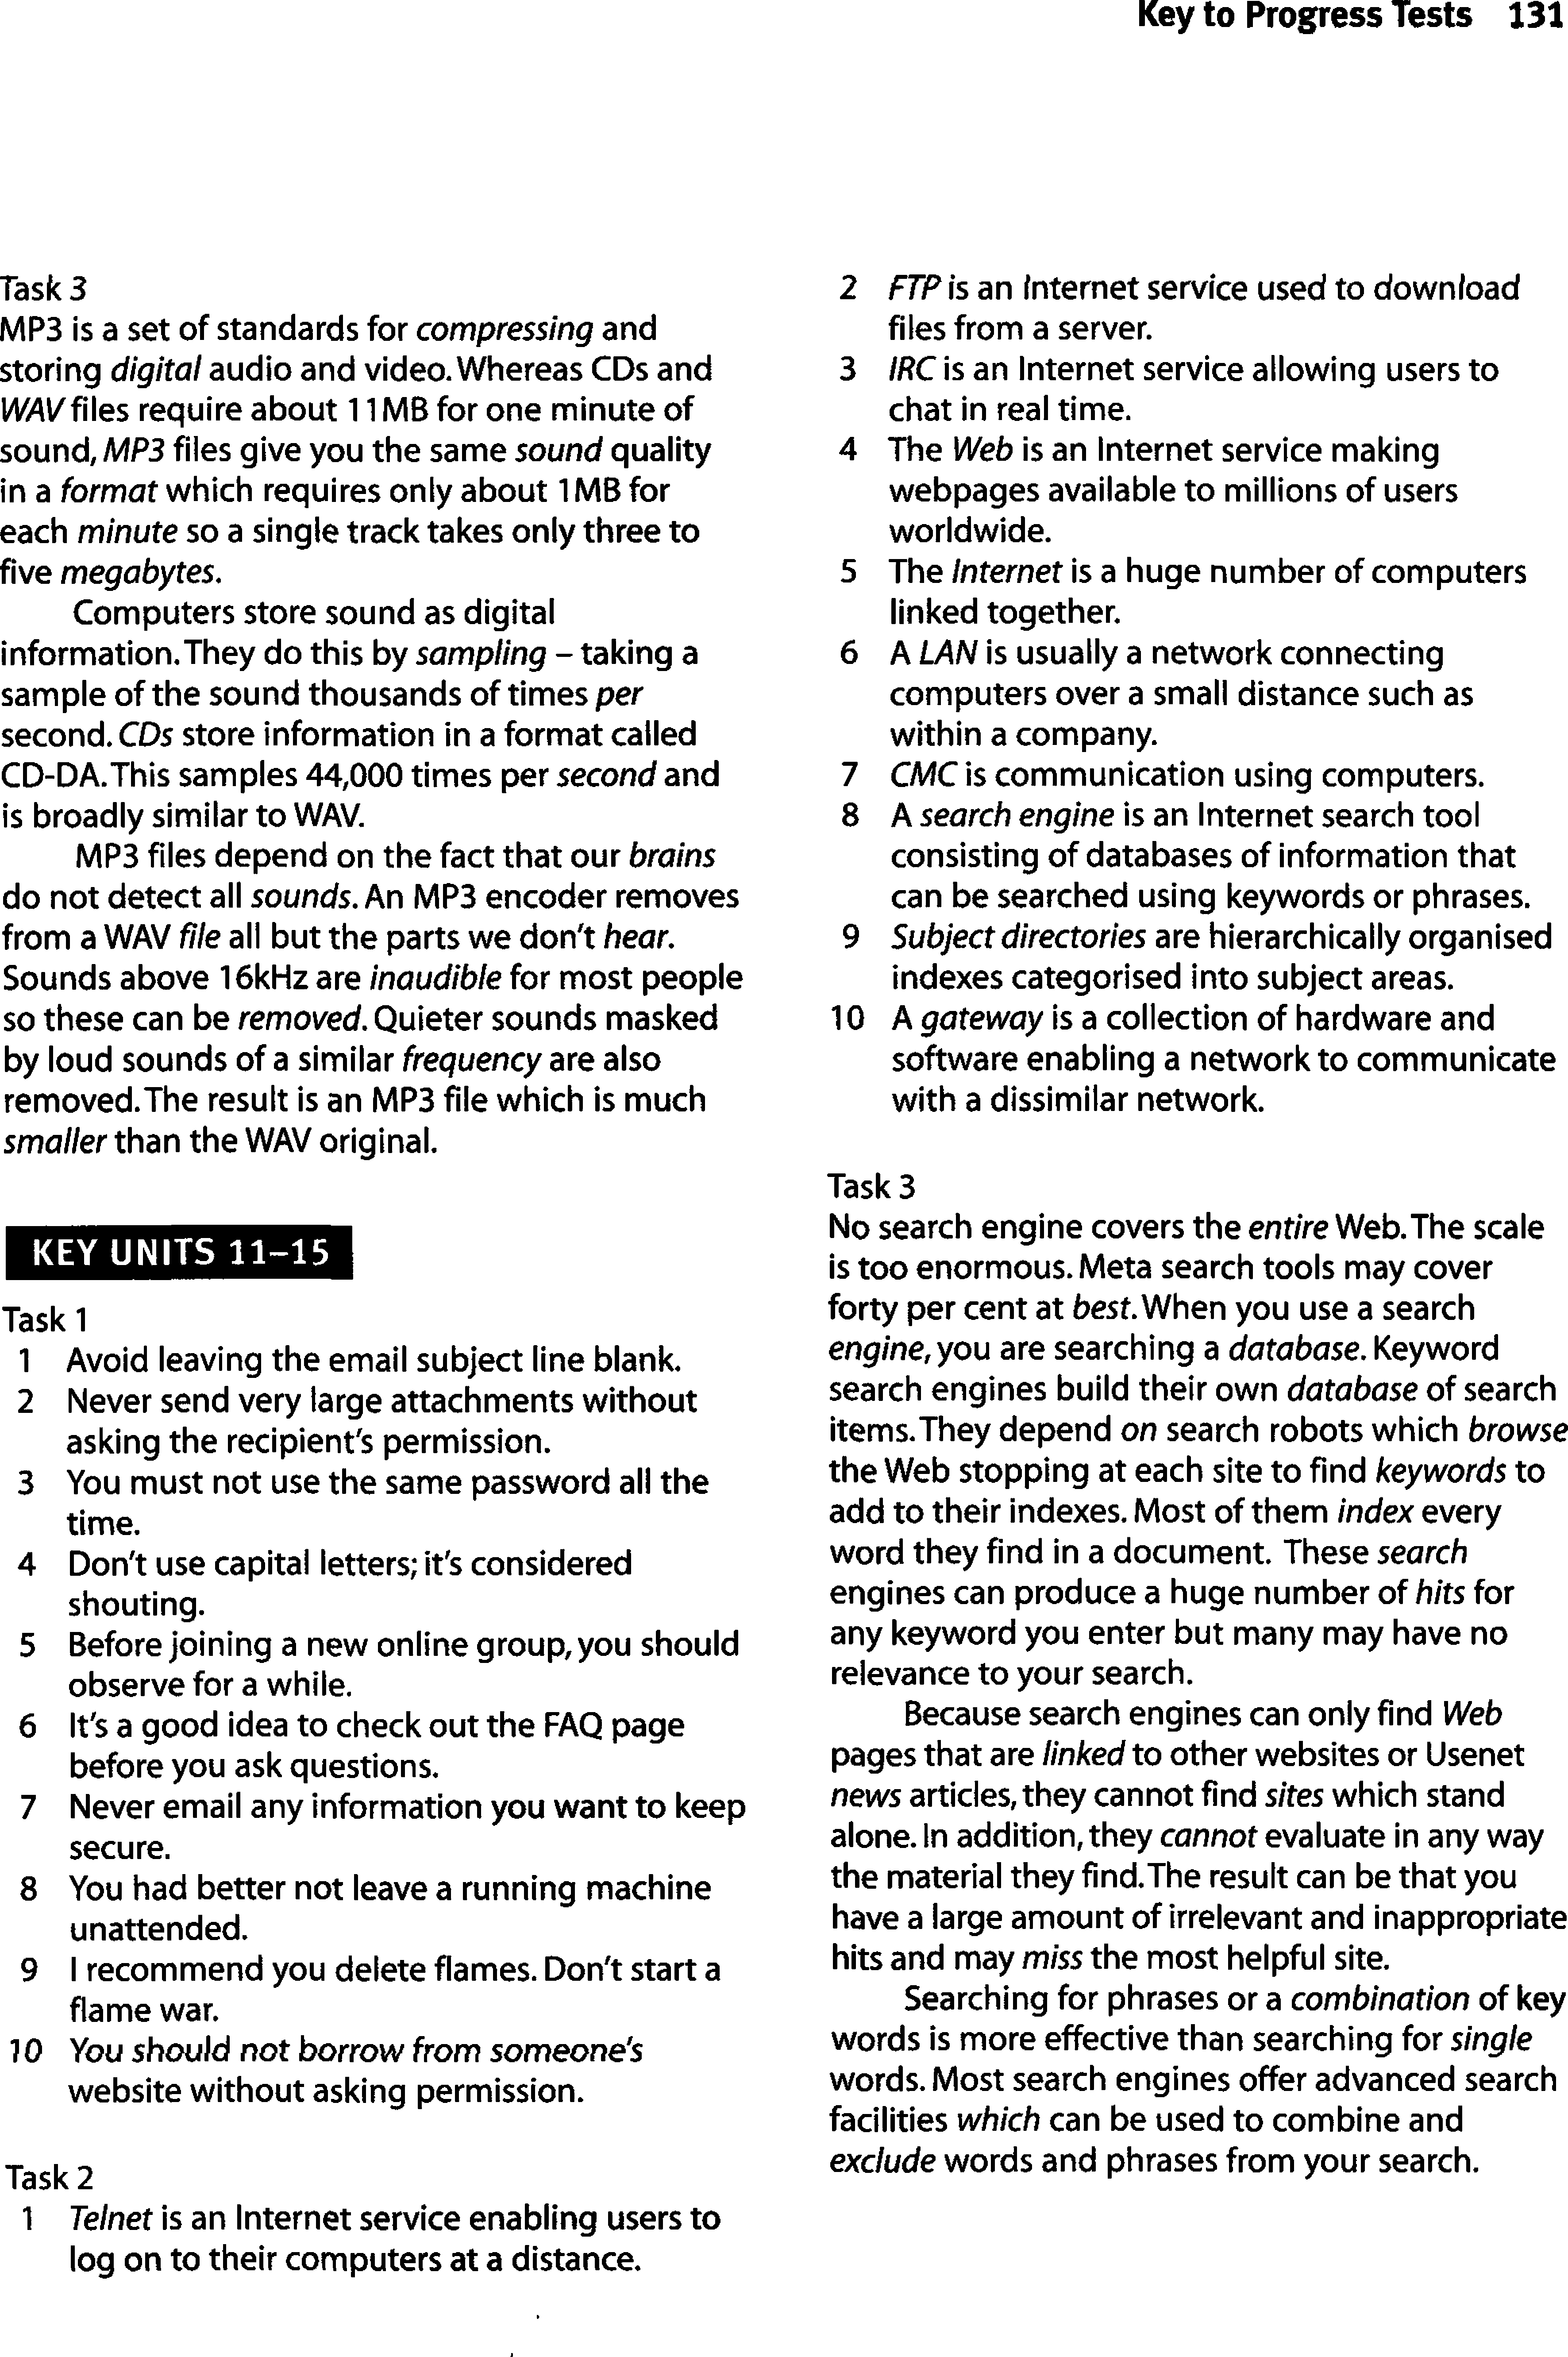 Key to Progress Tests 131
Task 3
MP3 is a set of standards for compressing and
storing digital audio and video. Whereas CDs and
WAV files require about 11MB for one minute of
sound, MP3 files give you the same sound quality
in a format which requires only about 1MB for
each minute so a single track takes only three to
five megabytes.
Computers store sound as digital
information. They do this by sampling – taking a
sample of the sound thousands of times per
second. CDs store information in a format called
CD-DA. This samples 44,000 times per second and
is broadly similar to WAV.
MP3 files depend on the fact that our brains
do not detect all sounds. An MP3 encoder removes
from a WAV file all but the parts we don't hear.
Sounds above 16kHz are inaudible for most people
so these can be removed. Quieter sounds masked
by loud sounds of a similar frequency are also
removed. The result is an MP3 file which is much
smaller than the WAV original.
KEY UNITS 11–15
Task 1
1 Avoid leaving the email subject line blank.
2 Never send very large attachments without
asking the recipient's permission.
3 You must not use the same password all the
time.
4 Don't use capital letters; it's considered
shouting.
5 Before joining a new online group, you should
observe for a while.
6 It's a good idea to check out the FAQ page
before you ask questions.
7 Never email any information you want to keep
secure.
8 You had better not leave a running machine
unattended.
9 I recommend you delete flames. Don't start a
flame war.
10 You should not borrow from someone's
website without asking permission.
Task 2
1 Telnet is an Internet service enabling users to
log on to their computers at a distance.
2 FTP is an Internet service used to download
files from a server.
3 IRC is an Internet service allowing users to
chat in real time.
4 The Web is an Internet service making
webpages available to millions of users
worldwide.
5 The Internet is a huge number of computers
linked together.
6 A LAN is usually a network connecting
computers over a small distance such as
within a company.
7 CMC is communication using computers.
8 A search engine is an Internet search tool
consisting of databases of information that
can be searched using keywords or phrases.
9 Subject directories are hierarchically organised
indexes categorised into subject areas.
10 A gateway is a collection of hardware and
software enabling a network to communicate
with a dissimilar network.
Task 3
No search engine covers the entire Web. The scale
is too enormous. Meta search tools may cover
forty per cent at best. When you use a search
engine, you are searching a database. Keyword
search engines build their own database of search
items. They depend on search robots which browse
the Web stopping at each site to find keywords to
add to their indexes. Most of them index every
word they find in a document. These search
engines can produce a huge number of hits for
any keyword you enter but many may have no
relevance to your search.
Because search engines can only find Web
pages that are linked to other websites or Usenet
news articles, they cannot find sites which stand
alone. In addition, they cannot evaluate in any way
the material they find. The result can be that you
have a large amount of irrelevant and inappropriate
hits and may miss the most helpful site.
Searching for phrases or a combination of key
words is more effective than searching for single
words. Most search engines offer advanced search
facilities which can be used to combine and
exclude words and phrases from your search.